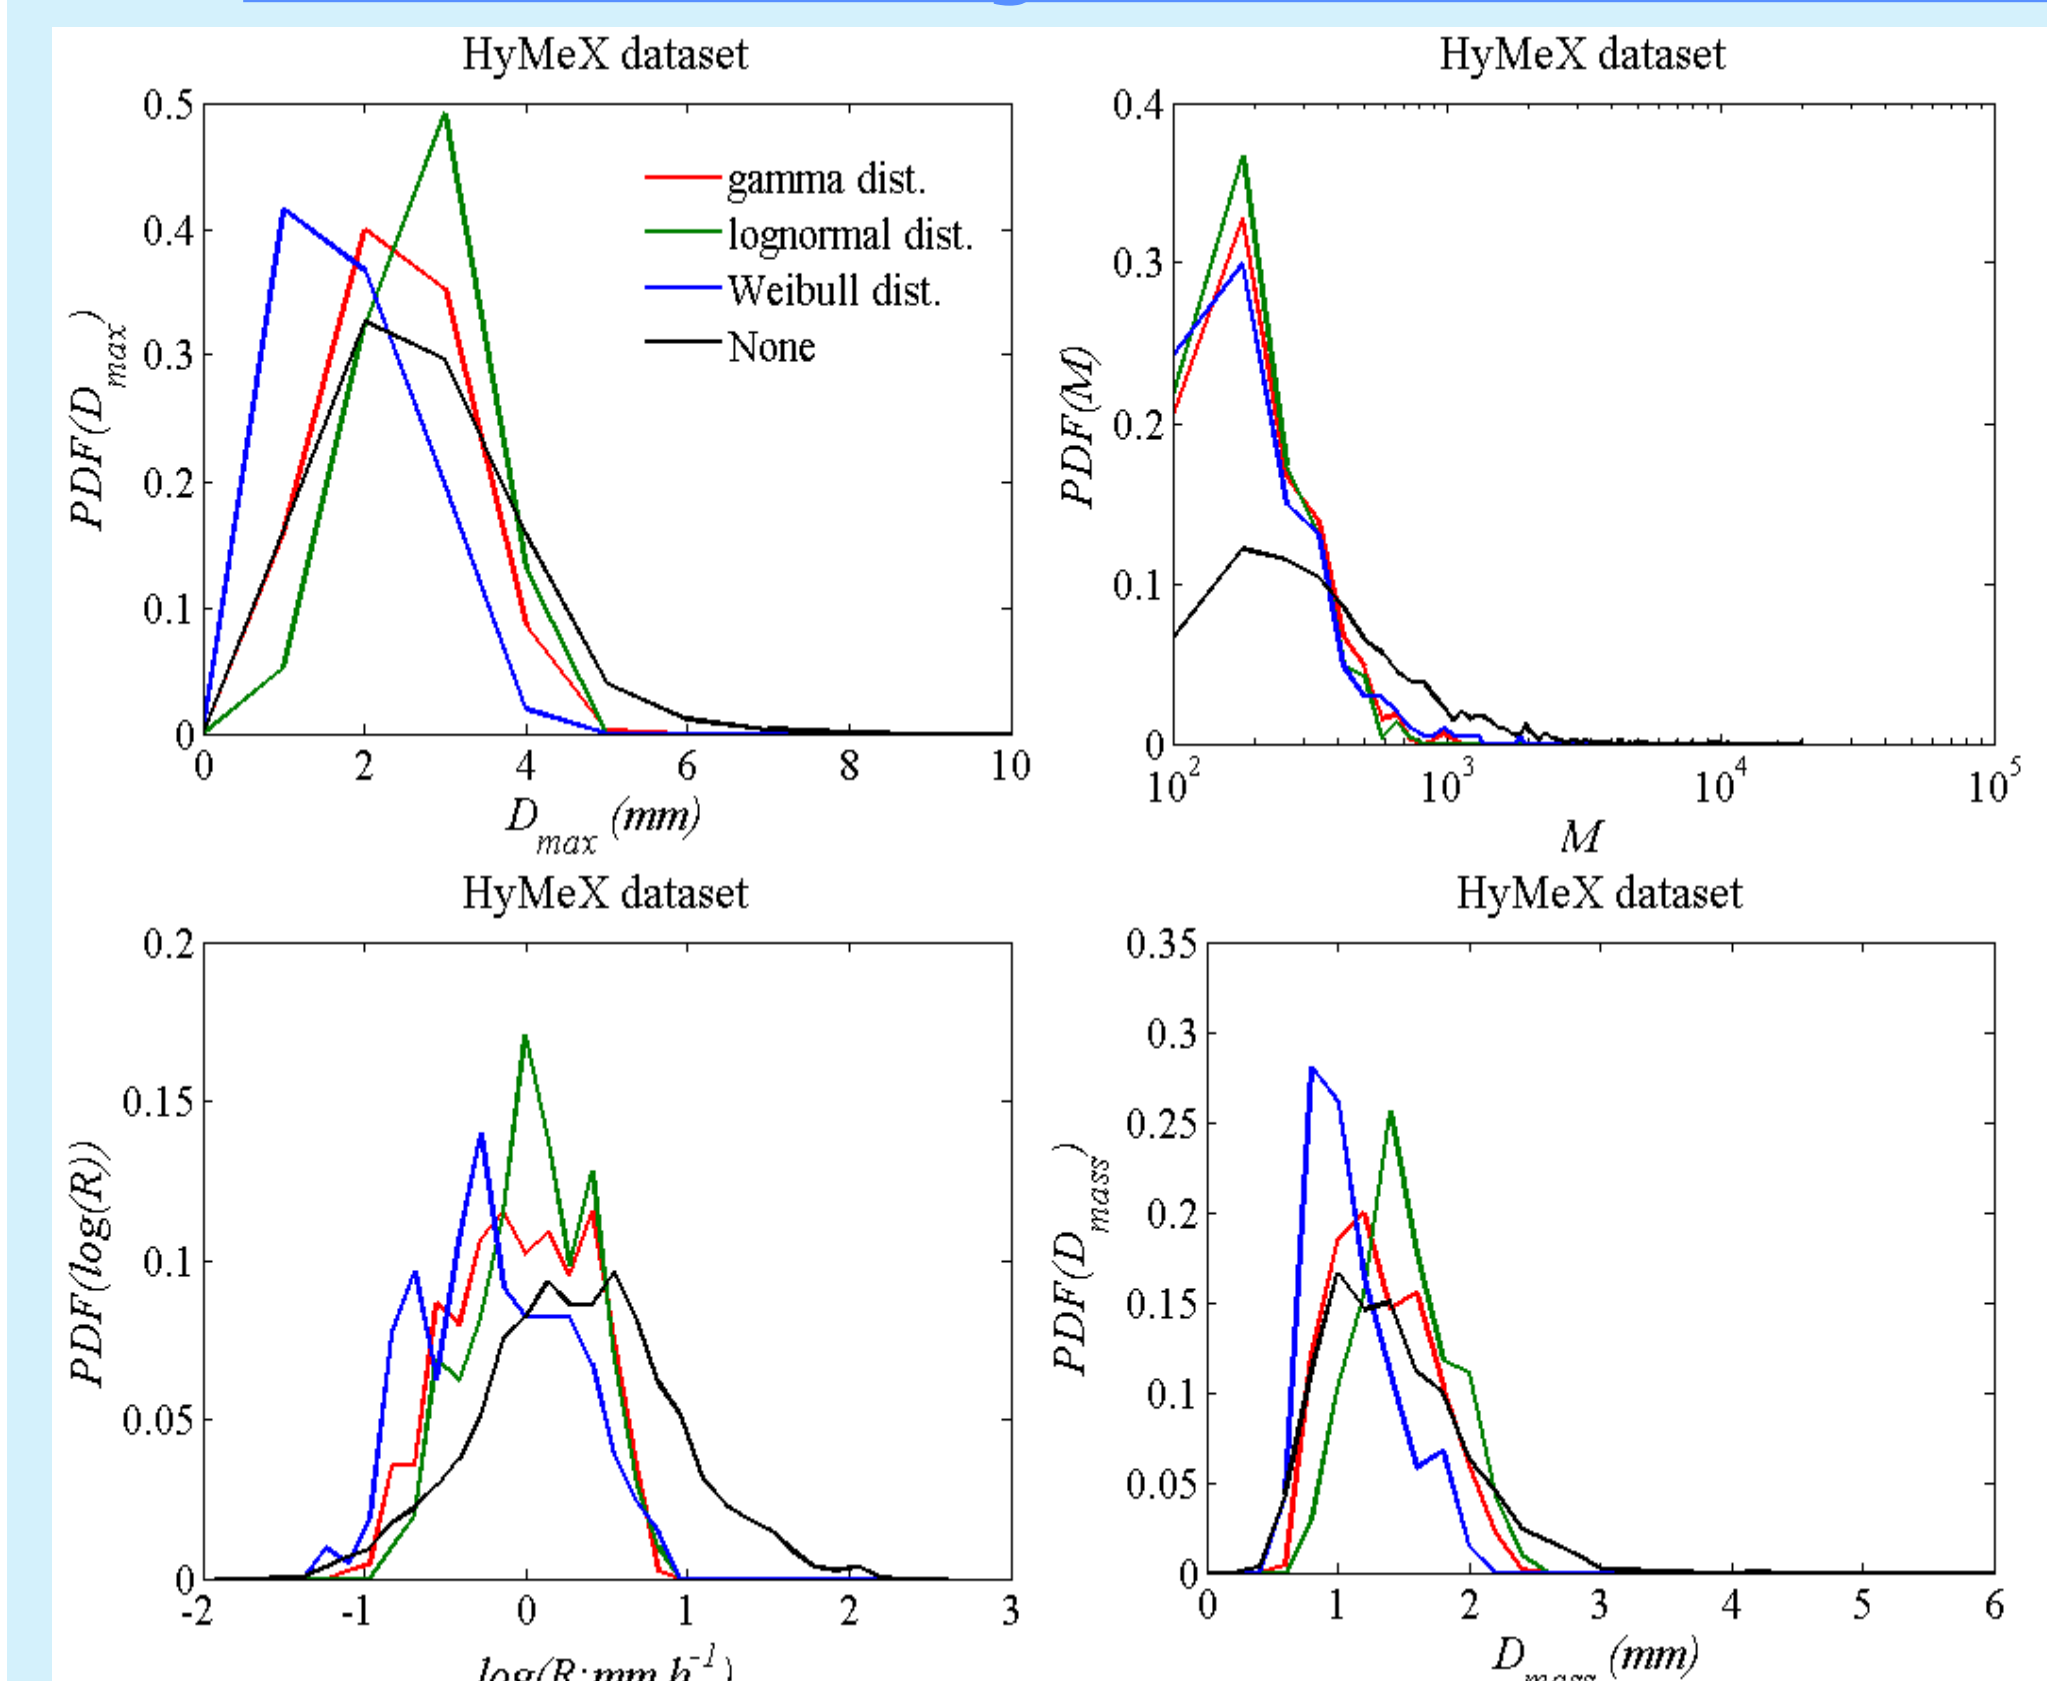 HyMeX dataset
0.5
0.4
0.3
0.2
0.1
0
PDF(D_max)
gamma dist.
lognormal dist.
Weibull dist.
None
0 2 4 6 8 10
D_max (mm)
HyMeX dataset
0.4
0.3
0.2
0.1
0
PDF(M)
10^2 10^3 10^4 10^5
M
HyMeX dataset
0.2
0.15
0.1
0.05
0
PDF(log(R))
-2 -1 0 1 2 3
log(R; mm h^-1)
HyMeX dataset
0.35
0.3
0.25
0.2
0.15
0.1
0.05
0
PDF(D_mass)
0 1 2 3 4 5 6
D_mass (mm)